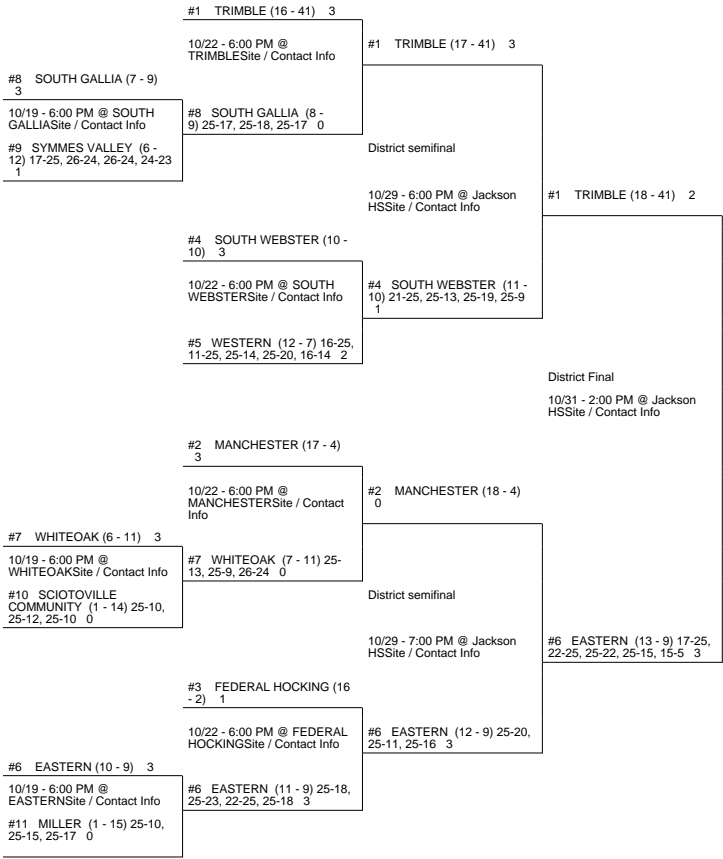 #1 TRIMBLE (16 - 41) 3
10/22 - 6:00 PM @
TRIMBLESite / Contact Info
#1 TRIMBLE (17 - 41) 3
#8 SOUTH GALLIA (7 - 9)
3
10/19 - 6:00 PM @ SOUTH
GALLIASite / Contact Info
#8 SOUTH GALLIA (8 -
9) 25-17, 25-18, 25-17 0
#9 SYMMES VALLEY (6 -
12) 17-25, 26-24, 26-24, 24-23
1
District semifinal
10/29 - 6:00 PM @ Jackson
HSSite / Contact Info
#1 TRIMBLE (18 - 41) 2
#4 SOUTH WEBSTER (10 -
10) 3
10/22 - 6:00 PM @ SOUTH
WEBSTERSite / Contact Info
#4 SOUTH WEBSTER (11 -
10) 21-25, 25-13, 25-19, 25-9
1
#5 WESTERN (12 - 7) 16-25,
11-25, 25-14, 25-20, 16-14 2
District Final
10/31 - 2:00 PM @ Jackson
HSSite / Contact Info
#2 MANCHESTER (17 - 4)
3
10/22 - 6:00 PM @
MANCHESTERSite / Contact
Info
#2 MANCHESTER (18 - 4)
0
#7 WHITEOAK (6 - 11) 3
10/19 - 6:00 PM @
WHITEOAKSite / Contact Info
#7 WHITEOAK (7 - 11) 25-
13, 25-9, 26-24 0
#10 SCIOTOVILLE
COMMUNITY (1 - 14) 25-10,
25-12, 25-10 0
District semifinal
10/29 - 7:00 PM @ Jackson
HSSite / Contact Info
#6 EASTERN (13 - 9) 17-25,
22-25, 25-22, 25-15, 15-5 3
#3 FEDERAL HOCKING (16
- 2) 1
10/22 - 6:00 PM @ FEDERAL
HOCKINGSite / Contact Info
#6 EASTERN (12 - 9) 25-20,
25-11, 25-16 3
#6 EASTERN (10 - 9) 3
10/19 - 6:00 PM @
EASTERNSite / Contact Info
#6 EASTERN (11 - 9) 25-18,
25-23, 22-25, 25-18 3
#11 MILLER (1 - 15) 25-10,
25-15, 25-17 0